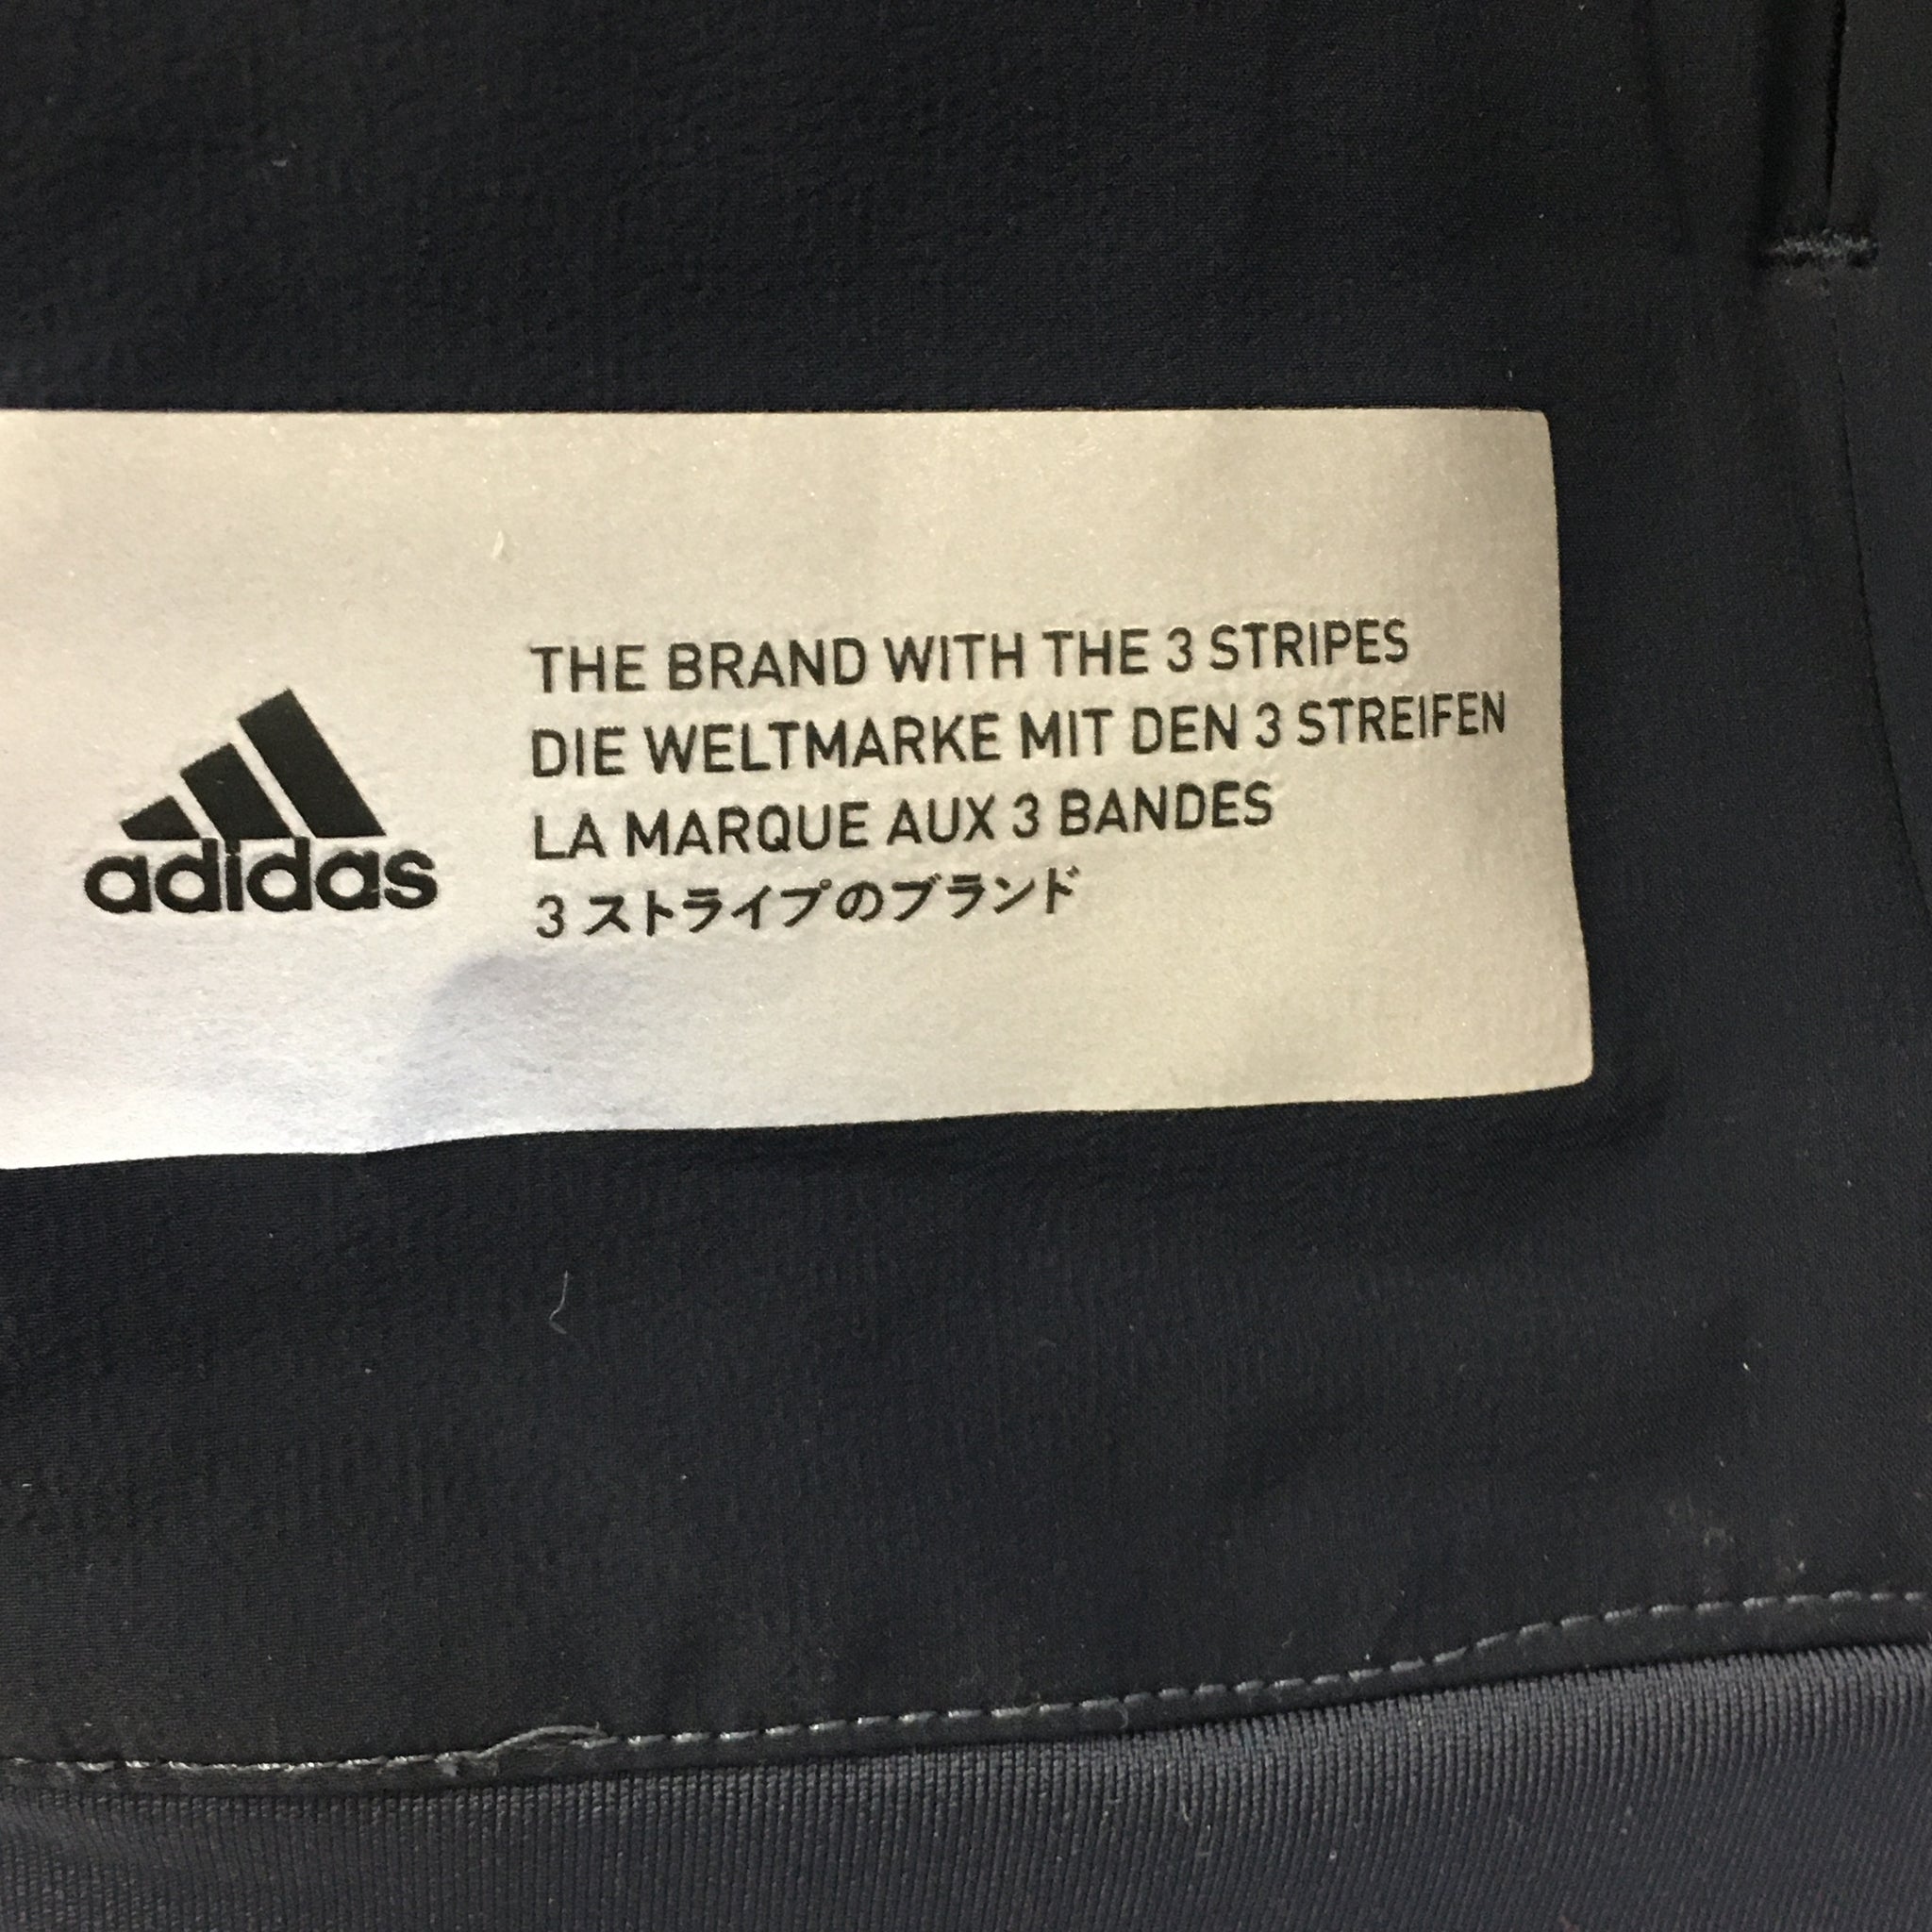 adidas
THE BRAND WITH THE 3 STRIPES
DIE WELTMARKE MIT DEN 3 STREIFEN
LA MARQUE AUX 3 BANDES
3 ストライプのブランド